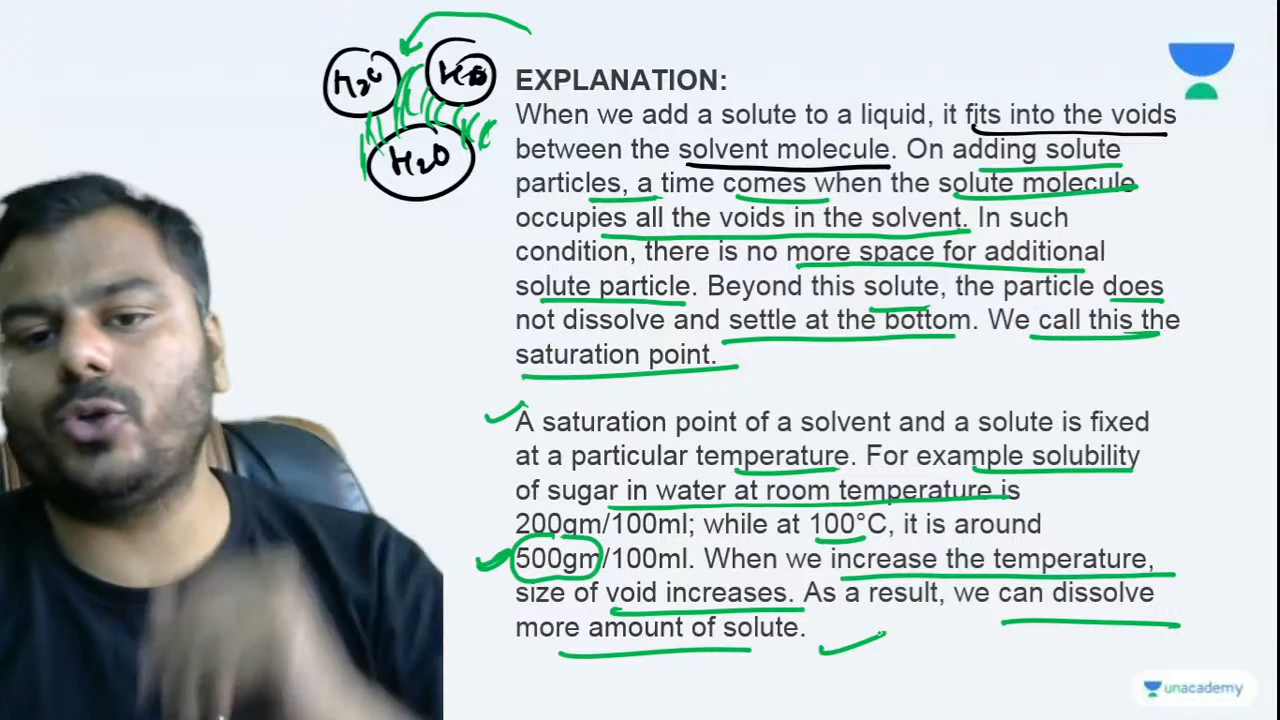 H2O
H2O
EXPLANATION:
When we add a solute to a liquid, it fits into the voids
between the solvent molecule. On adding solute
particles, a time comes when the solute molecule
occupies all the voids in the solvent. In such
condition, there is no more space for additional
solute particle. Beyond this solute, the particle does
not dissolve and settle at the bottom. We call this the
saturation point.
A saturation point of a solvent and a solute is fixed
at a particular temperature. For example solubility
of sugar in water at room temperature is
200gm/100ml; while at 100°C, it is around
500gm/100ml. When we increase the temperature,
size of void increases. As a result, we can dissolve
more amount of solute.
unacademy